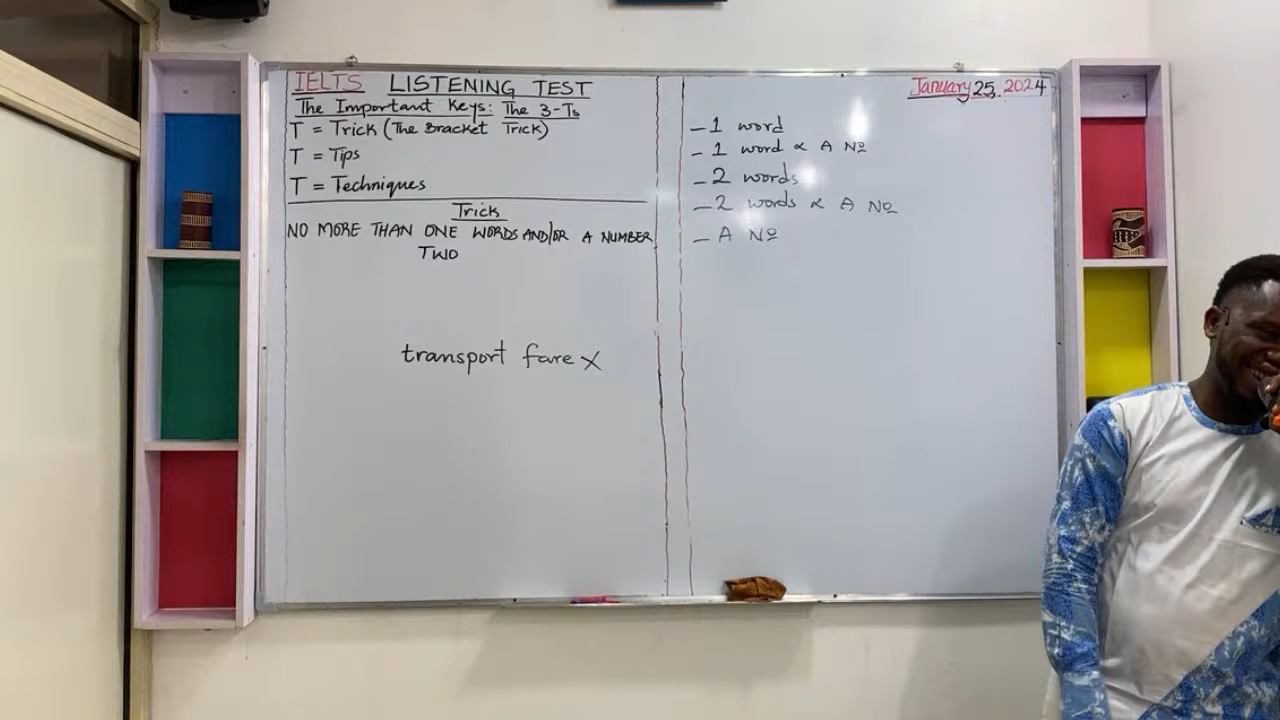 IELTS LISTENING TEST
The Important Keys: The 3-Ts
T = Trick (The Bracket Trick)
T = Tips
T = Techniques
Trick
NO MORE THAN ONE WORDS AND/OR A NUMBER
TWO
transport fare X
January 25, 2024
- 1 word
- 1 word & A Nº
- 2 words
- 2 words & A Nº
- A Nº